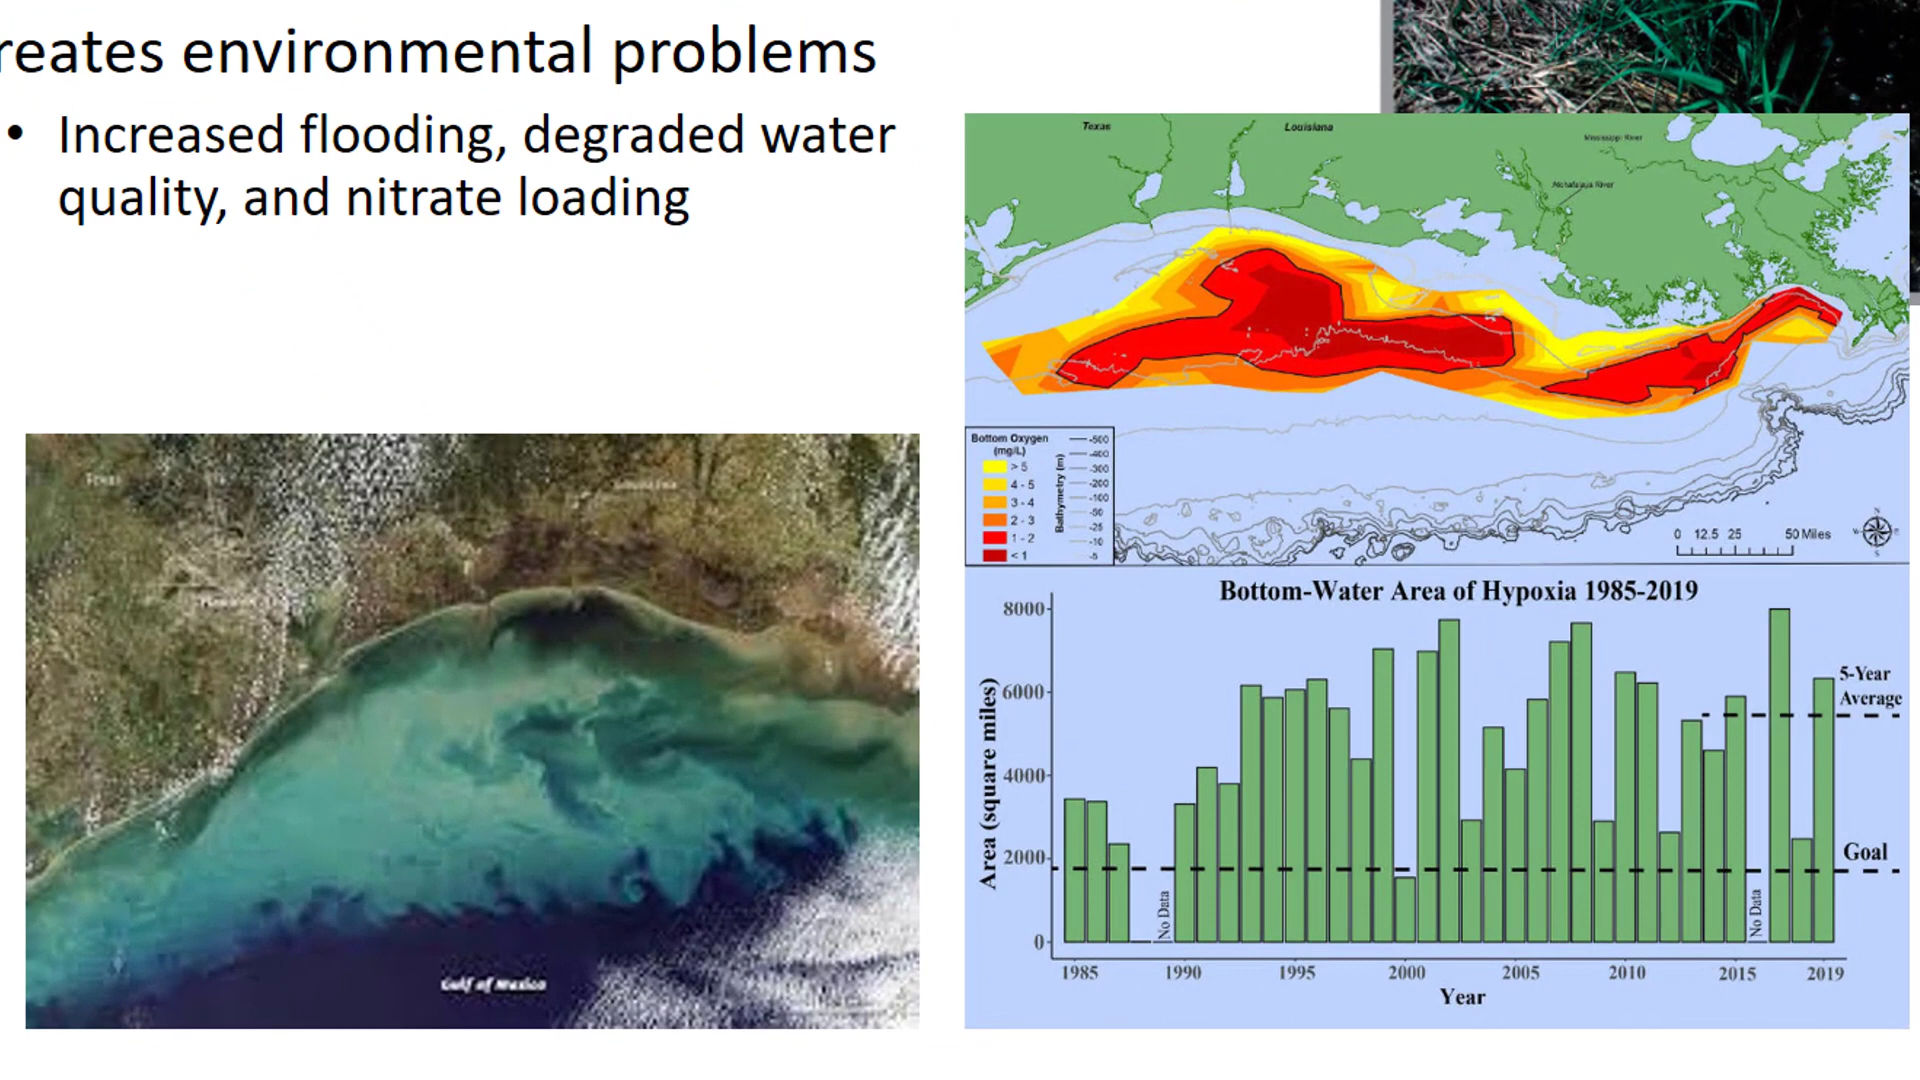 reates environmental problems
• Increased flooding, degraded water
quality, and nitrate loading
Texas
Louisiana
Mississippi River
Atchafalaya River
Bottom Oxygen
(mg/L)
> 5
4 - 5
3 - 4
2 - 3
1 - 2
< 1
Bathymetry (m)
-500
-400
-300
-200
-100
-50
-25
-10
-5
0 12.5 25 50 Miles
N
W E
S
Texas
Louisiana
Gulf of Mexico
Bottom-Water Area of Hypoxia 1985-2019
Area (square miles)
8000
6000
4000
2000
0
5-Year
Average
Goal
No Data
No Data
1985 1990 1995 2000 2005 2010 2015 2019
Year